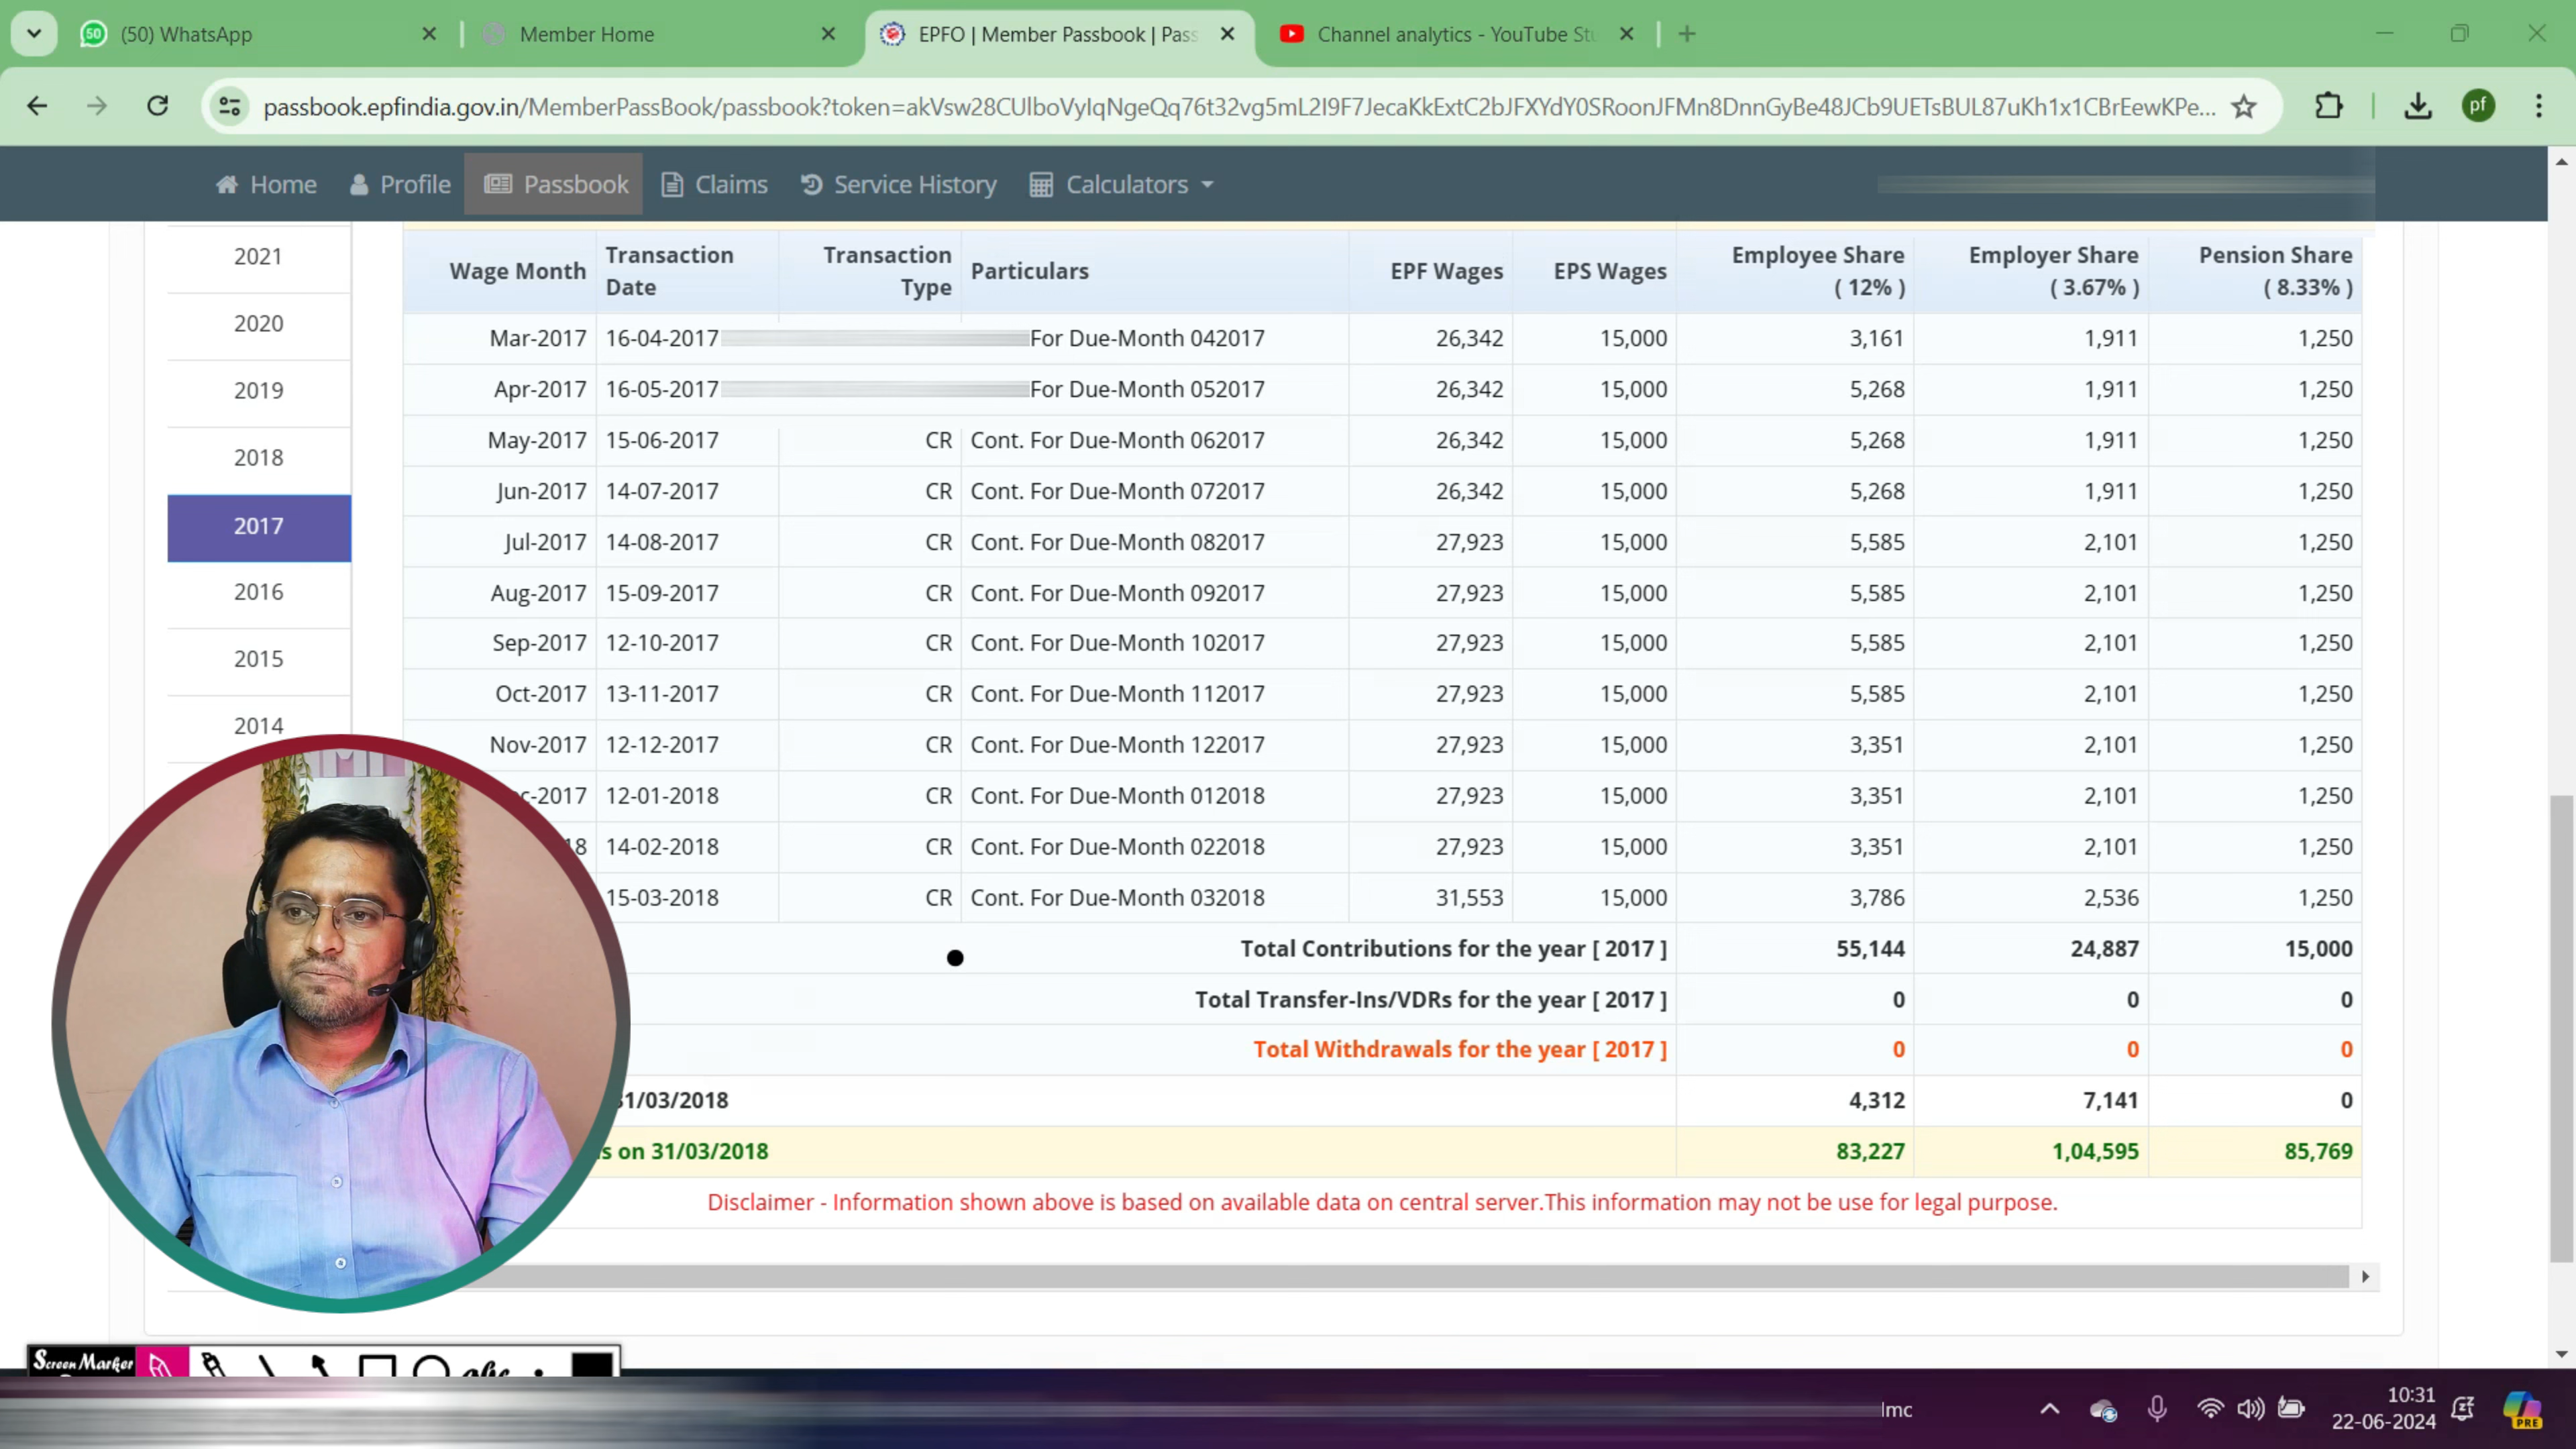 (50) WhatsApp
Member Home
EPFO | Member Passbook | Pass
Channel analytics - YouTube Stu
passbook.epfindia.gov.in/MemberPassBook/passbook?token=akVsw28CUlboVyIqNgeQq76t32vg5mL2I9F7JecaKkExtC2bJFXYdY0SRoonJFMn8DnnGyBe48JCb9UETsBUL87uKh1x1CBrEewKPe...
pf
Home Profile Passbook Claims Service History Calculators
2021
2020
2019
2018
2017
2016
2015
2014
Wage Month Transaction Date Transaction Type Particulars EPF Wages EPS Wages Employee Share ( 12% ) Employer Share ( 3.67% ) Pension Share ( 8.33% )
Mar-2017 16-04-2017 For Due-Month 042017 26,342 15,000 3,161 1,911 1,250
Apr-2017 16-05-2017 For Due-Month 052017 26,342 15,000 5,268 1,911 1,250
May-2017 15-06-2017 CR Cont. For Due-Month 062017 26,342 15,000 5,268 1,911 1,250
Jun-2017 14-07-2017 CR Cont. For Due-Month 072017 26,342 15,000 5,268 1,911 1,250
Jul-2017 14-08-2017 CR Cont. For Due-Month 082017 27,923 15,000 5,585 2,101 1,250
Aug-2017 15-09-2017 CR Cont. For Due-Month 092017 27,923 15,000 5,585 2,101 1,250
Sep-2017 12-10-2017 CR Cont. For Due-Month 102017 27,923 15,000 5,585 2,101 1,250
Oct-2017 13-11-2017 CR Cont. For Due-Month 112017 27,923 15,000 5,585 2,101 1,250
Nov-2017 12-12-2017 CR Cont. For Due-Month 122017 27,923 15,000 3,351 2,101 1,250
c-2017 12-01-2018 CR Cont. For Due-Month 012018 27,923 15,000 3,351 2,101 1,250
18 14-02-2018 CR Cont. For Due-Month 022018 27,923 15,000 3,351 2,101 1,250
15-03-2018 CR Cont. For Due-Month 032018 31,553 15,000 3,786 2,536 1,250
Total Contributions for the year [ 2017 ] 55,144 24,887 15,000
Total Transfer-Ins/VDRs for the year [ 2017 ] 0 0 0
Total Withdrawals for the year [ 2017 ] 0 0 0
31/03/2018 4,312 7,141 0
s on 31/03/2018 83,227 1,04,595 85,769
Disclaimer - Information shown above is based on available data on central server.This information may not be use for legal purpose.
Screen Marker
abc
lmc
10:31
22-06-2024
PRE